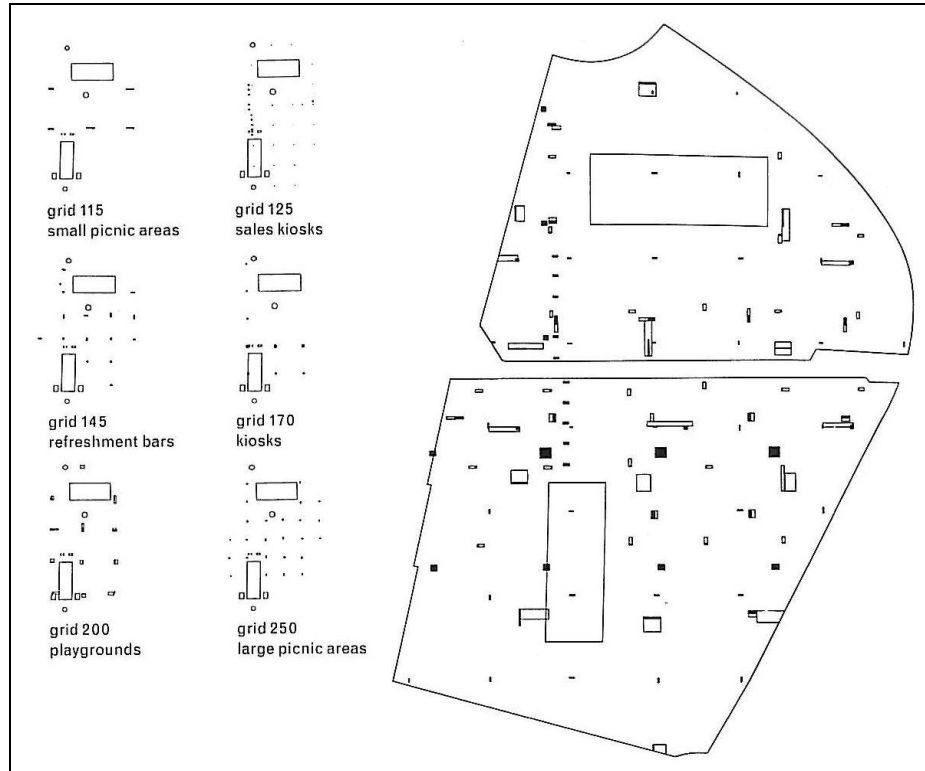 grid 115
small picnic areas
grid 125
sales kiosks
grid 145
refreshment bars
grid 170
kiosks
grid 200
playgrounds
grid 250
large picnic areas